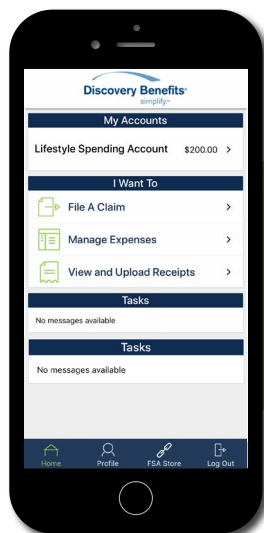 Discovery Benefits®
simplify.™
My Accounts
Lifestyle Spending Account $200.00 >
I Want To
File A Claim >
Manage Expenses >
View and Upload Receipts >
Tasks
No messages available
Tasks
No messages available
Home Profile FSA Store Log Out